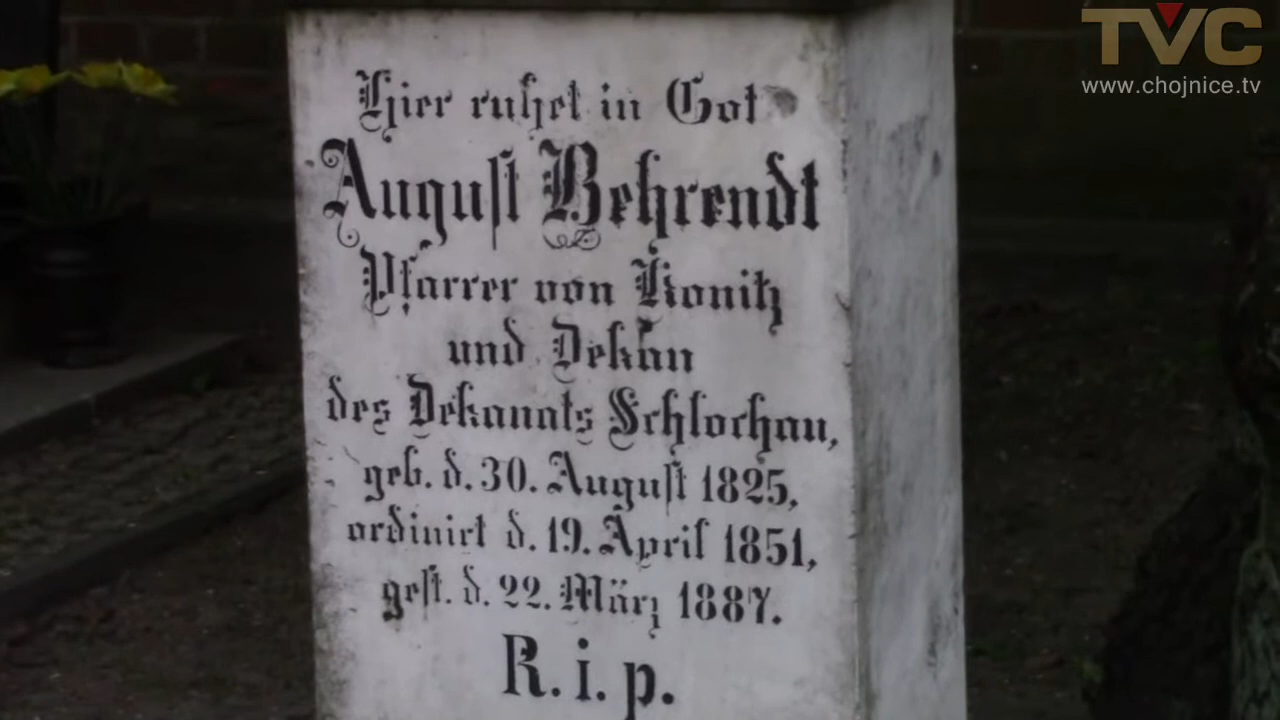 TVC
www.chojnice.tv
Hier ruhet in Got
August Behrendt
Pfarrer von Konitz
und Dekan
des Dekanats Schlochau,
geb. d. 30. August 1825,
ordinirt d. 19. April 1851,
gest. d. 22. März 1887.
R. i. p.